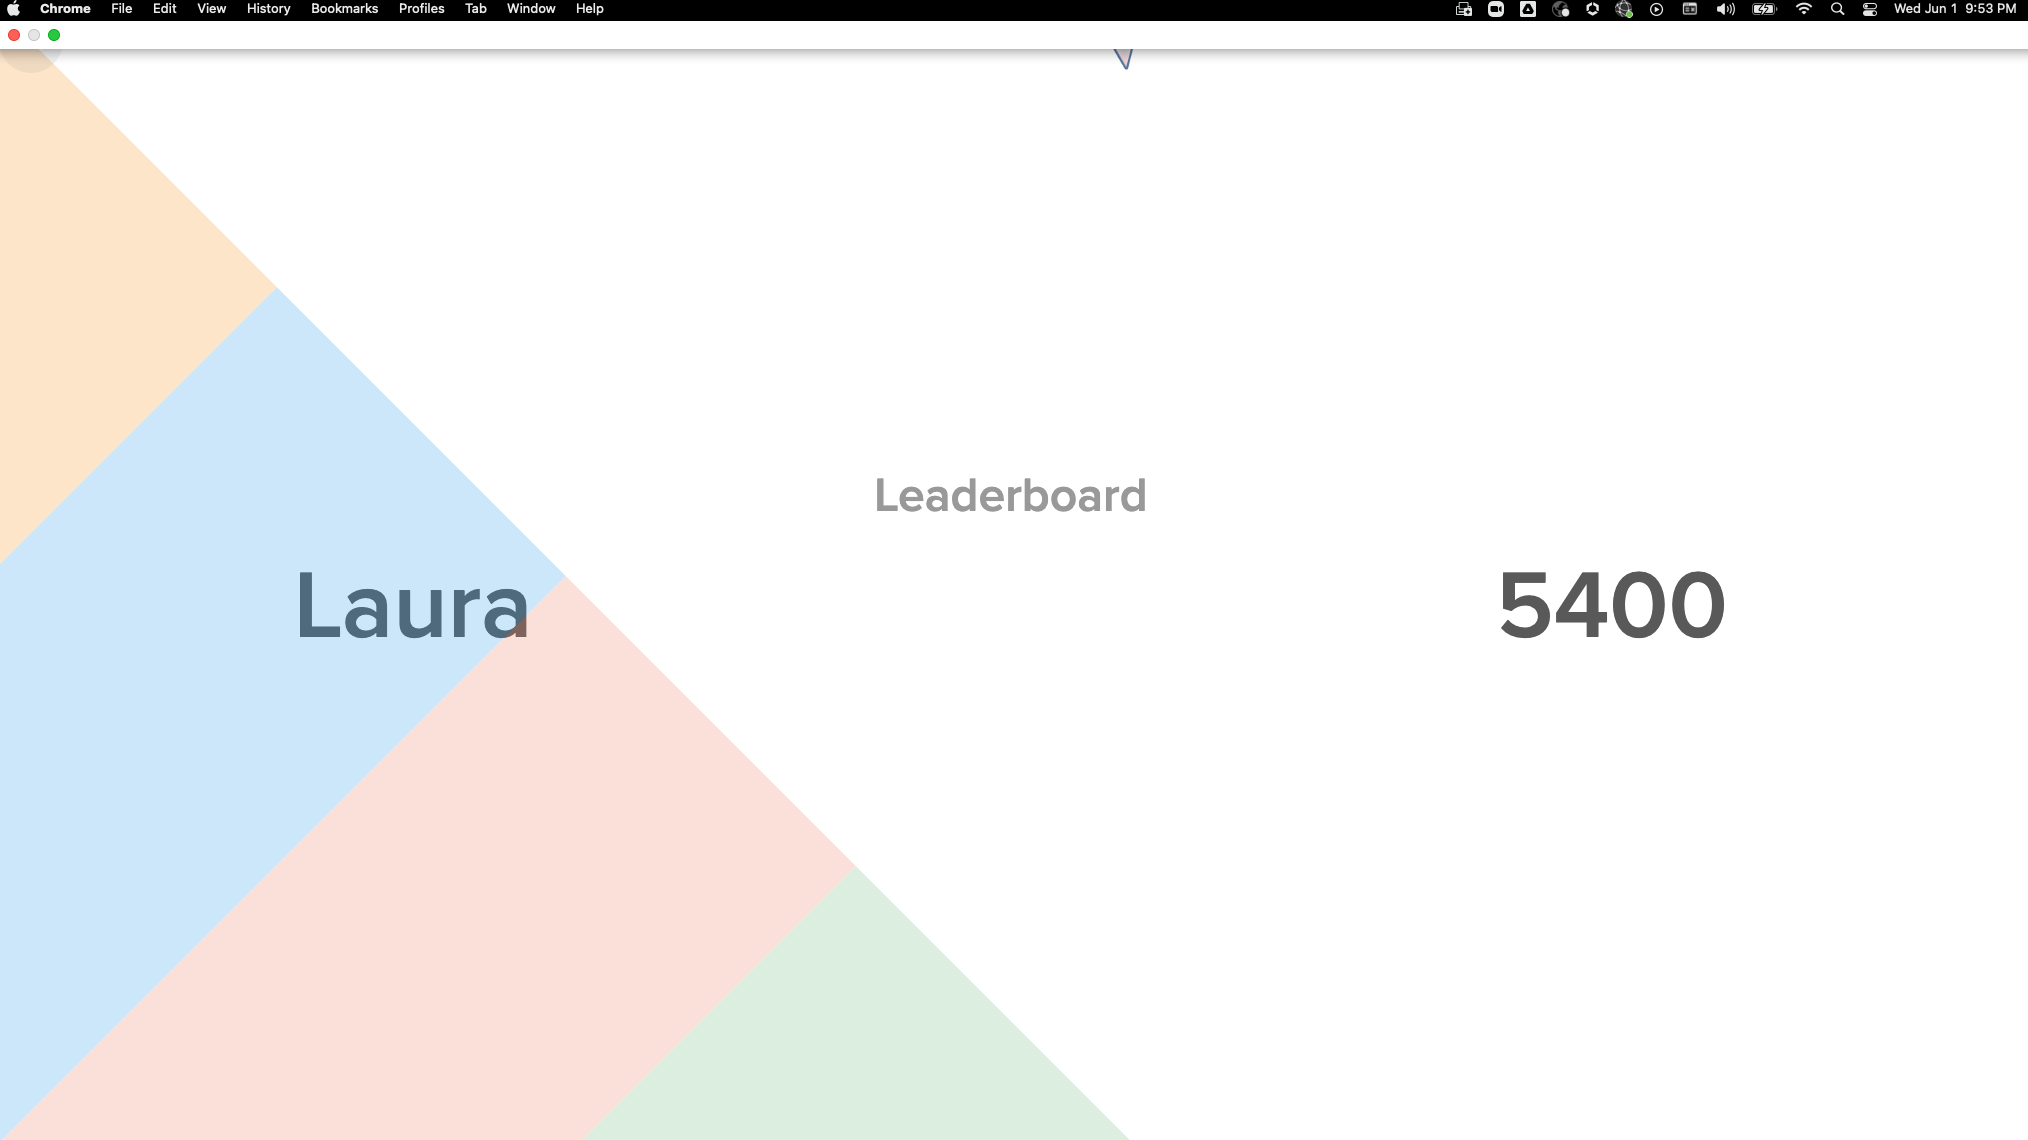 Chrome File Edit View History Bookmarks Profiles Tab Window Help Wed Jun 1 9:53 PM
Leaderboard
Laura 5400